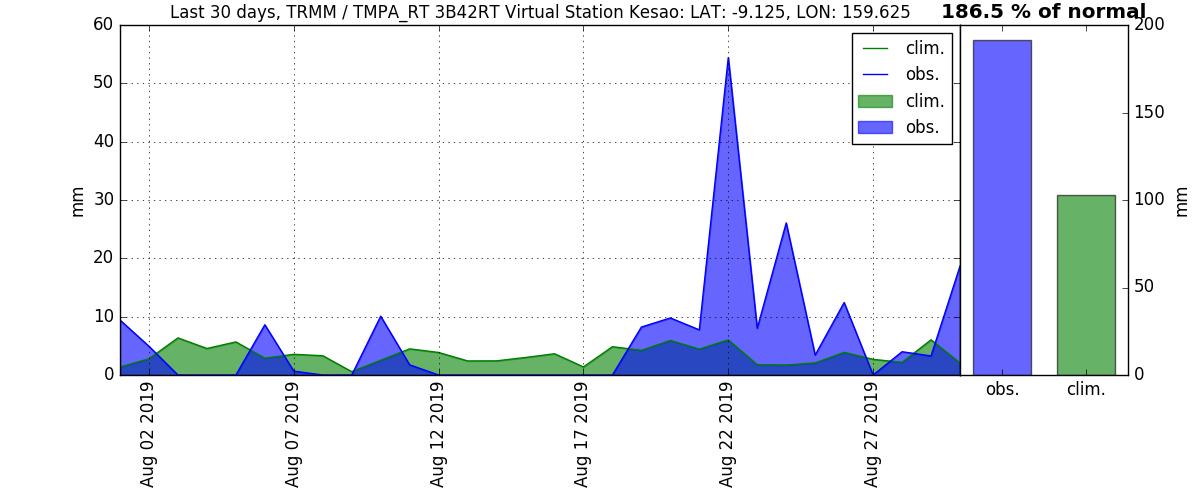 Last 30 days, TRMM / TMPA_RT 3B42RT Virtual Station Kesao: LAT: -9.125, LON: 159.625
186.5 % of normal
60
50
40
30
20
10
0
mm
clim.
obs.
clim.
obs.
Aug 02 2019
Aug 07 2019
Aug 12 2019
Aug 17 2019
Aug 22 2019
Aug 27 2019
200
150
100
50
0
mm
obs.
clim.